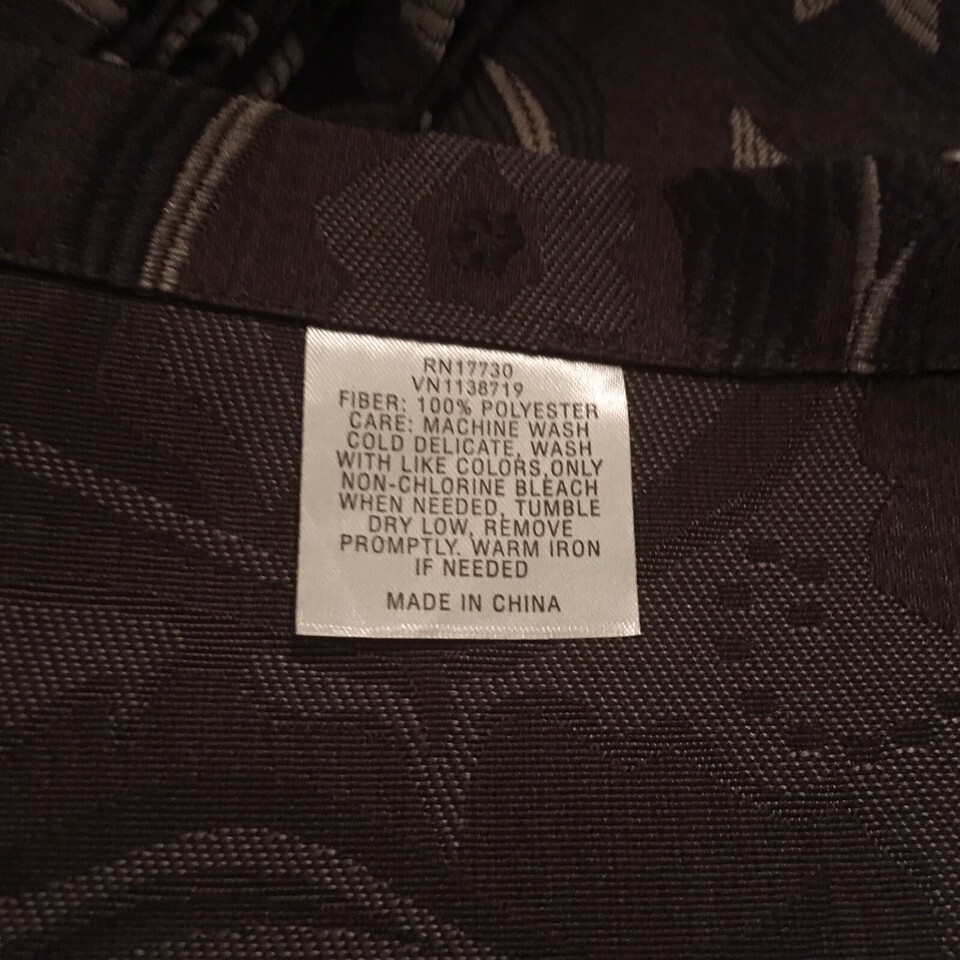 RN17730
VN1138719
FIBER: 100% POLYESTER
CARE: MACHINE WASH
COLD DELICATE, WASH
WITH LIKE COLORS,ONLY
NON-CHLORINE BLEACH
WHEN NEEDED, TUMBLE
DRY LOW, REMOVE
PROMPTLY. WARM IRON
IF NEEDED
MADE IN CHINA